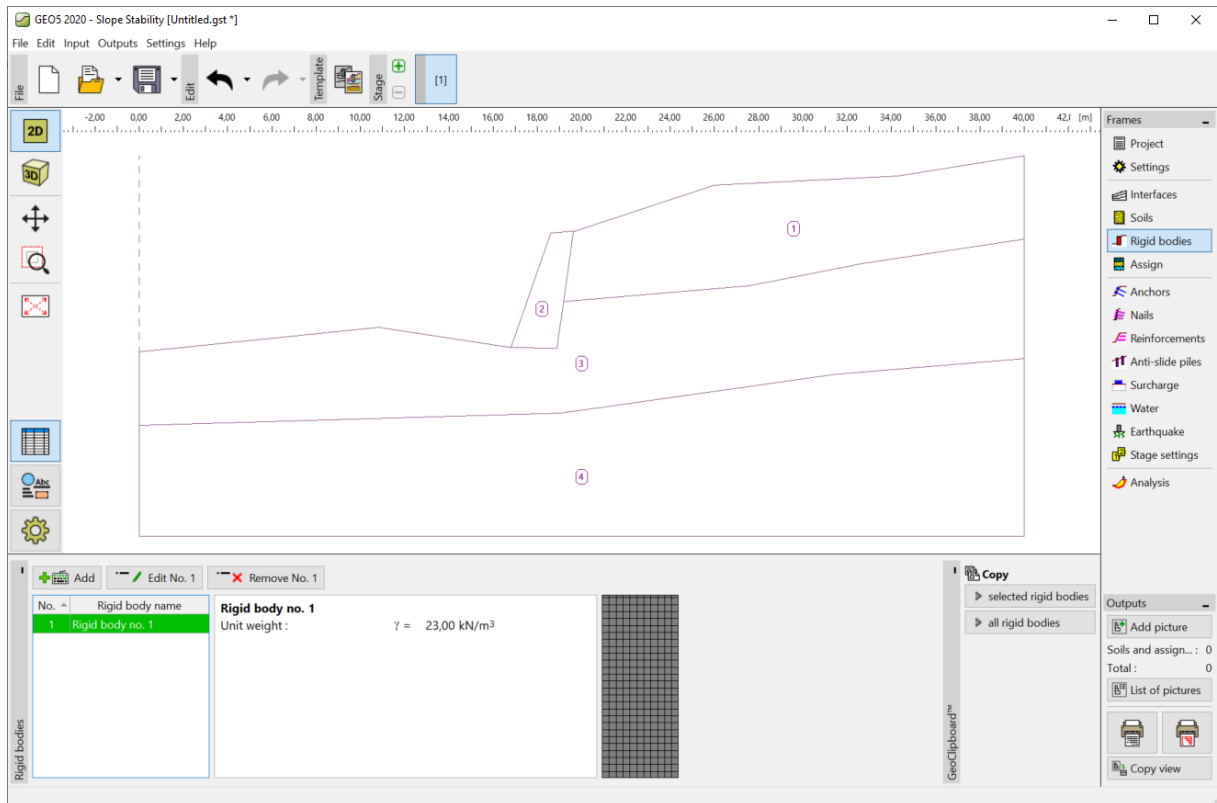 GEO5 2020 - Slope Stability [Untitled.gst *]
File Edit Input Outputs Settings Help
File
Edit
Template
Stage
[1]
2D
3D
Abc
-2,00 0,00 2,00 4,00 6,00 8,00 10,00 12,00 14,00 16,00 18,00 20,00 22,00 24,00 26,00 28,00 30,00 32,00 34,00 36,00 38,00 40,00 42,( [m]
1
2
3
4
Frames
Project
Settings
Interfaces
Soils
Rigid bodies
Assign
Anchors
Nails
Reinforcements
Anti-slide piles
Surcharge
Water
Earthquake
Stage settings
Analysis
Add Edit No. 1 Remove No. 1
No. Rigid body name
1 Rigid body no. 1
Rigid body no. 1
Unit weight : γ = 23,00 kN/m³
Rigid bodies
GeoClipboard™
Copy
selected rigid bodies
all rigid bodies
Outputs
Add picture
Soils and assign... : 0
Total : 0
List of pictures
Copy view